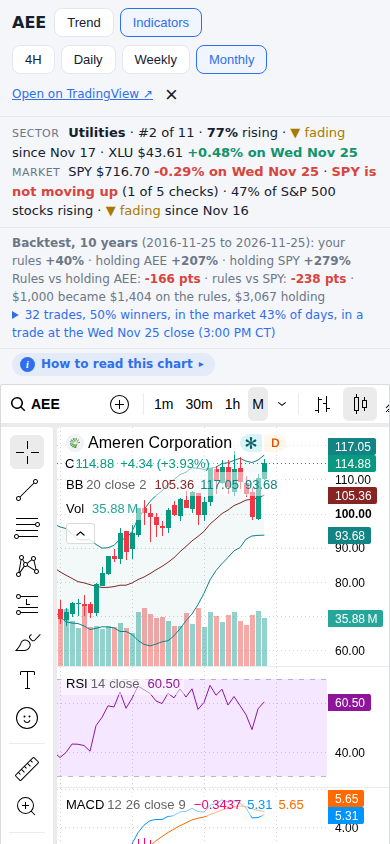 AEE Trend Indicators
4H Daily Weekly Monthly
Open on TradingView ↗ ✕
SECTOR Utilities · #2 of 11 · 77% rising · ▼ fading
since Nov 17 · XLU $43.61 +0.48% on Wed Nov 25
MARKET SPY $716.70 -0.29% on Wed Nov 25 · SPY is
not moving up (1 of 5 checks) · 47% of S&P 500
stocks rising · ▼ fading since Nov 16
Backtest, 10 years (2016-11-25 to 2026-11-25): your
rules +40% · holding AEE +207% · holding SPY +279%
Rules vs holding AEE: -166 pts · rules vs SPY: -238 pts ·
$1,000 became $1,404 on the rules, $3,067 holding
▶ 32 trades, 50% winners, in the market 43% of days, in a
trade at the Wed Nov 25 close (3:00 PM CT)
i How to read this chart ▸
AEE 1m 30m 1h M
Ameren Corporation D
C114.88 +4.34 (+3.93%)
BB 20 close 2 105.36 117.05 93.68
Vol 35.88 M
117.05
114.88
110.00
105.36
100.00
93.68
90.00
80.00
35.88 M
60.00
RSI 14 close 60.50
60.50
40.00
MACD 12 26 close 9 −0.3437 5.31 5.65
5.65
5.31
4.00